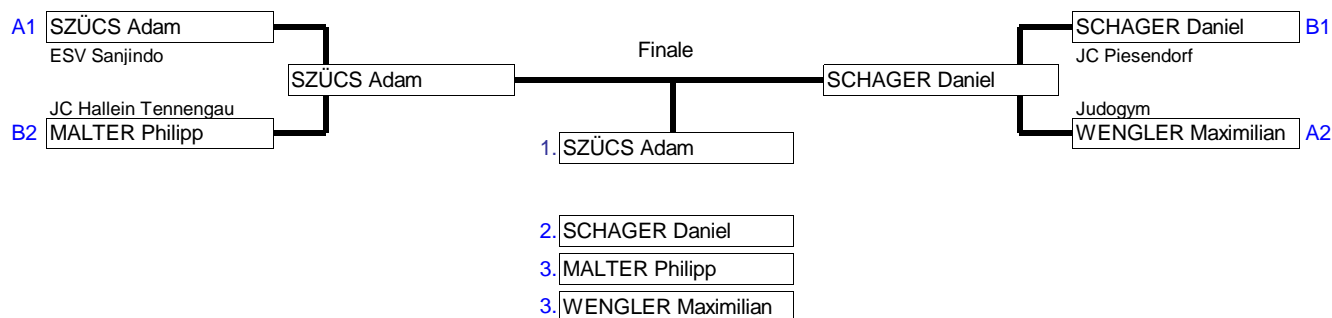 A1 SZÜCS Adam
ESV Sanjindo
SZÜCS Adam
JC Hallein Tennengau
B2 MALTER Philipp
Finale
SCHAGER Daniel B1
JC Piesendorf
SCHAGER Daniel
Judogym
WENGLER Maximilian A2
1. SZÜCS Adam
2. SCHAGER Daniel
3. MALTER Philipp
3. WENGLER Maximilian